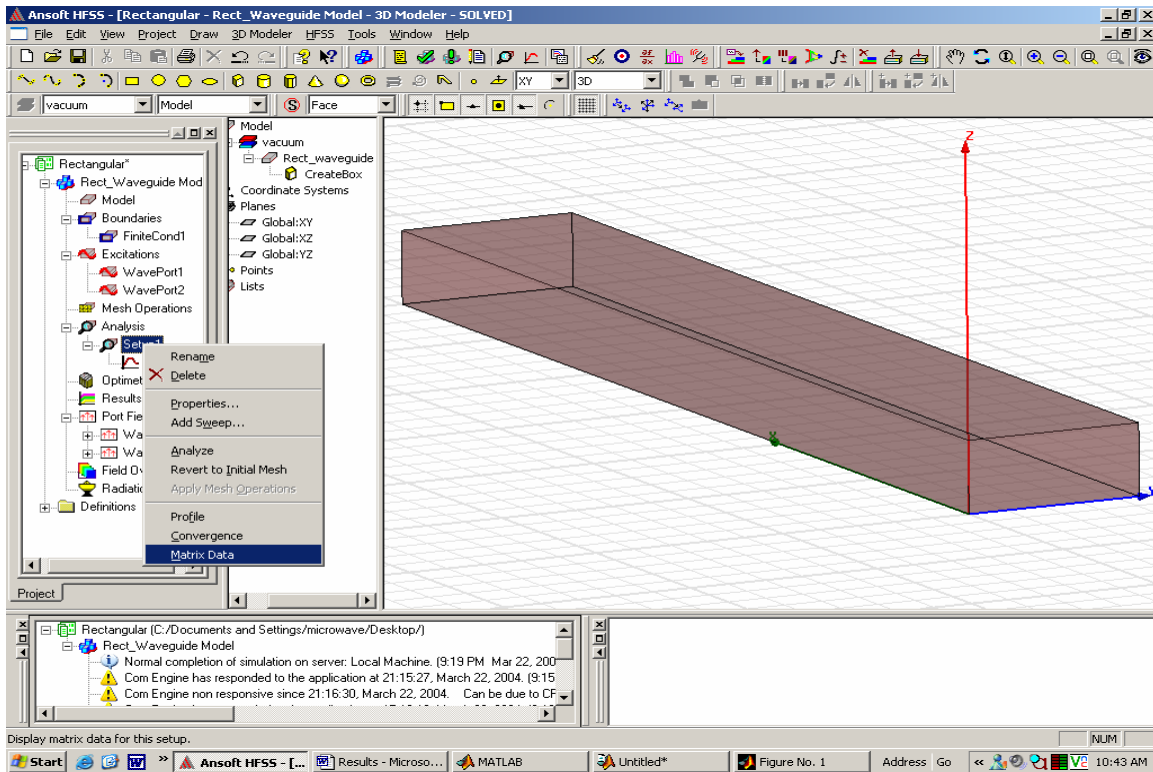 Ansoft HFSS - [Rectangular - Rect_Waveguide Model - 3D Modeler - SOLVED]
File Edit View Project Draw 3D Modeler HFSS Tools Window Help
XY 3D
vacuum Model Face
Rectangular*
Rect_Waveguide Mod
Model
Boundaries
FiniteCond1
Excitations
WavePort1
WavePort2
Mesh Operations
Analysis
Optimet
Results
Port Fie
Wa
Wa
Field Ov
Radiatio
Definitions
Project
Model
vacuum
Rect_waveguide
CreateBox
Coordinate Systems
Planes
Global:XY
Global:XZ
Global:YZ
Points
Lists
Rename
Delete
Properties...
Add Sweep...
Analyze
Revert to Initial Mesh
Apply Mesh Operations
Profile
Convergence
Matrix Data
Z
Rectangular (C:/Documents and Settings/microwave/Desktop/)
Rect_Waveguide Model
Normal completion of simulation on server: Local Machine. (9:19 PM Mar 22, 200
Com Engine has responded to the application at 21:15:27, March 22, 2004. (9:15
Com Engine non responsive since 21:16:30, March 22, 2004. Can be due to CF
Display matrix data for this setup.
NUM
Start » Ansoft HFSS - [... Results - Microso... MATLAB Untitled* Figure No. 1 Address Go « 10:43 AM